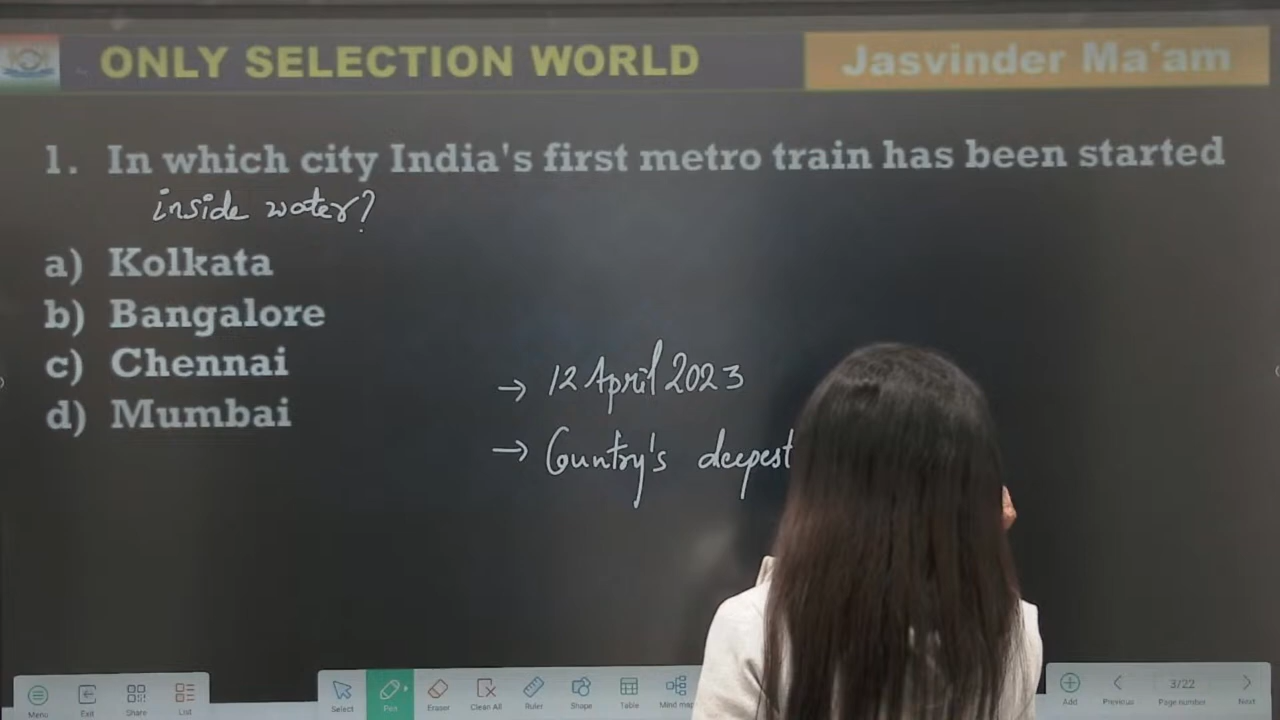 ONLY SELECTION WORLD
Jasvinder Ma'am
1. In which city India's first metro train has been started
inside water?
a) Kolkata
b) Bangalore
c) Chennai
d) Mumbai
→ 12 April 2023
→ Country's deepest
Menu Exit Share List Select Pen Eraser Clean All Ruler Shape Table Mind map Add Previous 3/22 Page number Next